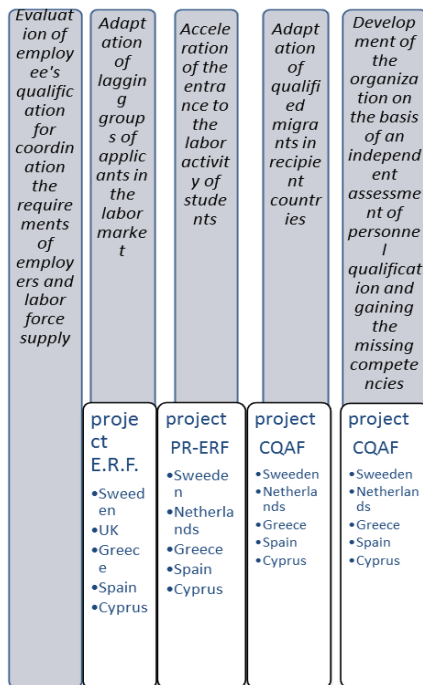 Evaluat
ion of
employ
ee's
qualific
ation
for
coordin
ation
the
require
ments
of
employ
ers and
labor
force
supply
Adapt
ation
of
laggin
g
group
s of
applic
ants in
the
labor
marke
t
Accele
ration
of the
entra
nce to
the
labor
activit
y of
stude
nts
Adapt
ation
of
qualifi
ed
migra
nts in
recipie
nt
countr
ies
Develop
ment of
the
organiza
tion on
the basis
of an
independ
ent
assessme
nt of
personne
l
qualificat
ion and
gaining
the
missing
compete
ncies
proje
ct
E.R.F.
•Swed
en
•UK
•Greec
e
•Spain
•Cyprus
project
PR-ERF
•Sweede
n
•Netherla
nds
•Greece
•Spain
•Cyprus
project
CQAF
•Sweeden
•Netherla
nds
•Greece
•Spain
•Cyprus
project
CQAF
•Sweeden
•Netherlan
ds
•Greece
•Spain
•Cyprus